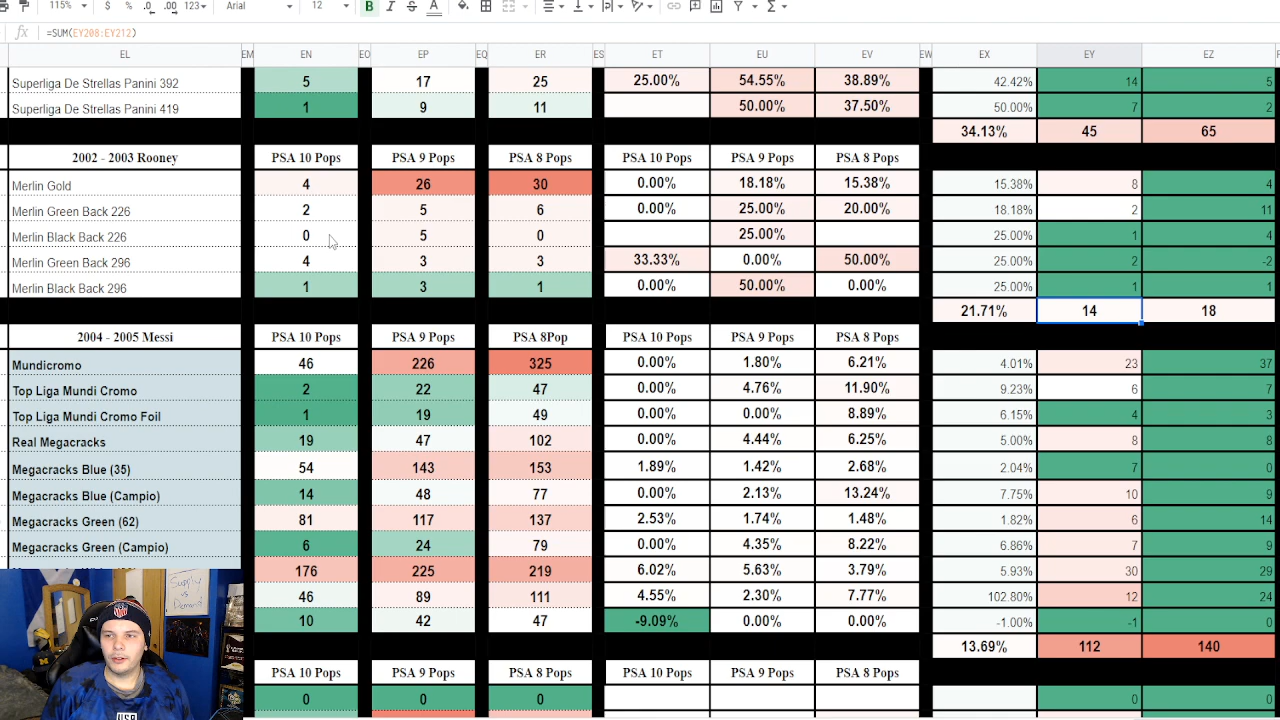 115% $ % .0 .00 123 Arial 12 B I S A
fx =SUM(EY208:EY212)
EL EM EN EO EP EQ ER ES ET EU EV EW EX EY EZ
Superliga De Strellas Panini 392 5 17 25 25.00% 54.55% 38.89% 42.42% 14 5
Superliga De Strellas Panini 419 1 9 11 50.00% 37.50% 50.00% 7 2
34.13% 45 65
2002 - 2003 Rooney PSA 10 Pops PSA 9 Pops PSA 8 Pops PSA 10 Pops PSA 9 Pops PSA 8 Pops
Merlin Gold 4 26 30 0.00% 18.18% 15.38% 15.38% 8 4
Merlin Green Back 226 2 5 6 0.00% 25.00% 20.00% 18.18% 2 11
Merlin Black Back 226 0 5 0 25.00% 25.00% 1 4
Merlin Green Back 296 4 3 3 33.33% 0.00% 50.00% 25.00% 2 -2
Merlin Black Back 296 1 3 1 0.00% 50.00% 0.00% 25.00% 1 1
21.71% 14 18
2004 - 2005 Messi PSA 10 Pops PSA 9 Pops PSA 8Pop PSA 10 Pops PSA 9 Pops PSA 8 Pops
Mundicromo 46 226 325 0.00% 1.80% 6.21% 4.01% 23 37
Top Liga Mundi Cromo 2 22 47 0.00% 4.76% 11.90% 9.23% 6 7
Top Liga Mundi Cromo Foil 1 19 49 0.00% 0.00% 8.89% 6.15% 4 3
Real Megacracks 19 47 102 0.00% 4.44% 6.25% 5.00% 8 8
Megacracks Blue (35) 54 143 153 1.89% 1.42% 2.68% 2.04% 7 0
Megacracks Blue (Campio) 14 48 77 0.00% 2.13% 13.24% 7.75% 10 9
Megacracks Green (62) 81 117 137 2.53% 1.74% 1.48% 1.82% 6 14
Megacracks Green (Campio) 6 24 79 0.00% 4.35% 8.22% 6.86% 7 9
176 225 219 6.02% 5.63% 3.79% 5.93% 30 29
46 89 111 4.55% 2.30% 7.77% 102.80% 12 24
10 42 47 -9.09% 0.00% 0.00% -1.00% -1 0
13.69% 112 140
PSA 10 Pops PSA 9 Pops PSA 8 Pops PSA 10 Pops PSA 9 Pops PSA 8 Pops
0 0 0 0 0
Supply
vs
Demand